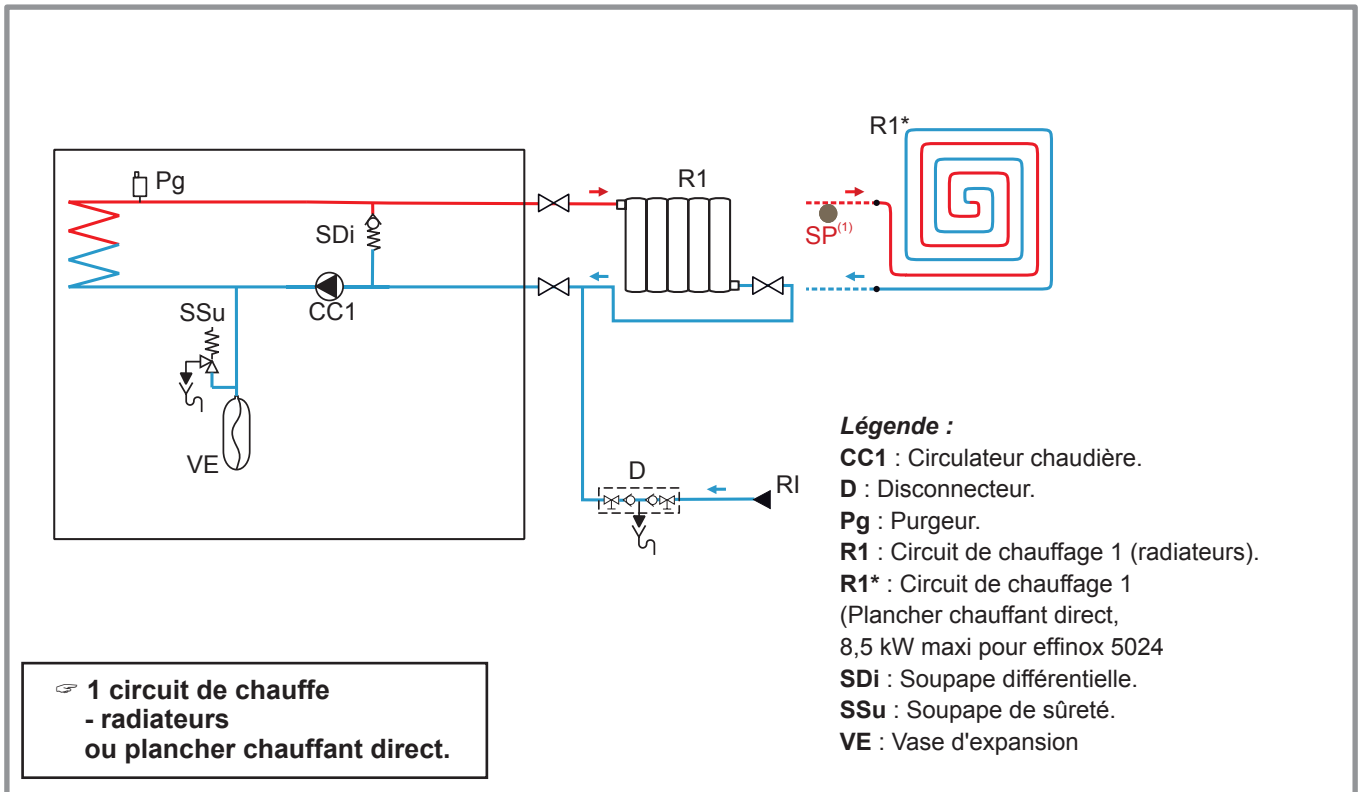 R1*
Pg
R1
SDi
SP(1)
SSu
CC1
VE
D
RI
Légende :
CC1 : Circulateur chaudière.
D : Disconnecteur.
Pg : Purgeur.
R1 : Circuit de chauffage 1 (radiateurs).
R1* : Circuit de chauffage 1
(Plancher chauffant direct,
8,5 kW maxi pour effinox 5024
SDi : Soupape différentielle.
SSu : Soupape de sûreté.
VE : Vase d'expansion
☞ 1 circuit de chauffe
- radiateurs
ou plancher chauffant direct.